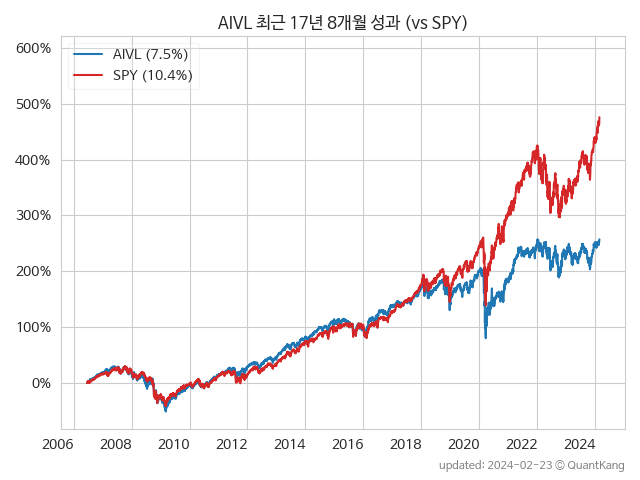 AIVL 최근 17년 8개월 성과 (vs SPY)
AIVL (7.5%)
SPY (10.4%)
600%
500%
400%
300%
200%
100%
0%
2006 2008 2010 2012 2014 2016 2018 2020 2022 2024
updated: 2024-02-23 © QuantKang